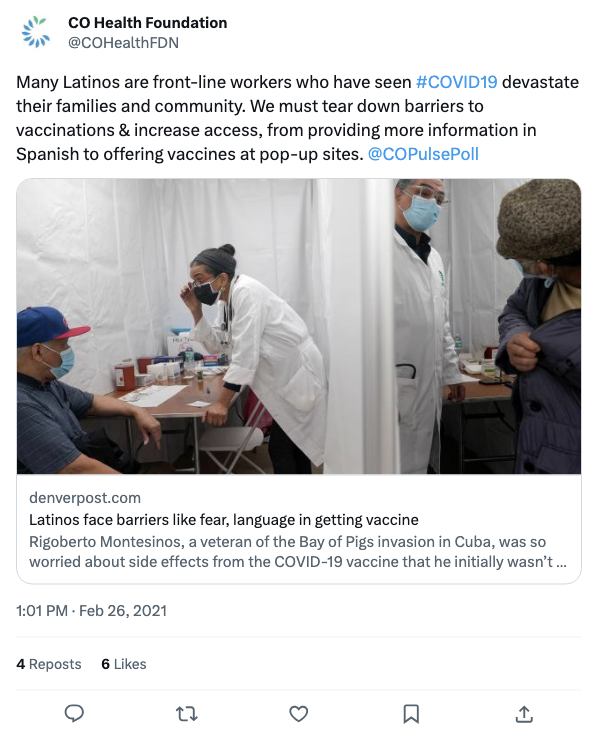 CO Health Foundation
@COHealthFDN
Many Latinos are front-line workers who have seen #COVID19 devastate
their families and community. We must tear down barriers to
vaccinations & increase access, from providing more information in
Spanish to offering vaccines at pop-up sites. @COPulsePoll
denverpost.com
Latinos face barriers like fear, language in getting vaccine
Rigoberto Montesinos, a veteran of the Bay of Pigs invasion in Cuba, was so
worried about side effects from the COVID-19 vaccine that he initially wasn’t ...
1:01 PM · Feb 26, 2021
4 Reposts 6 Likes